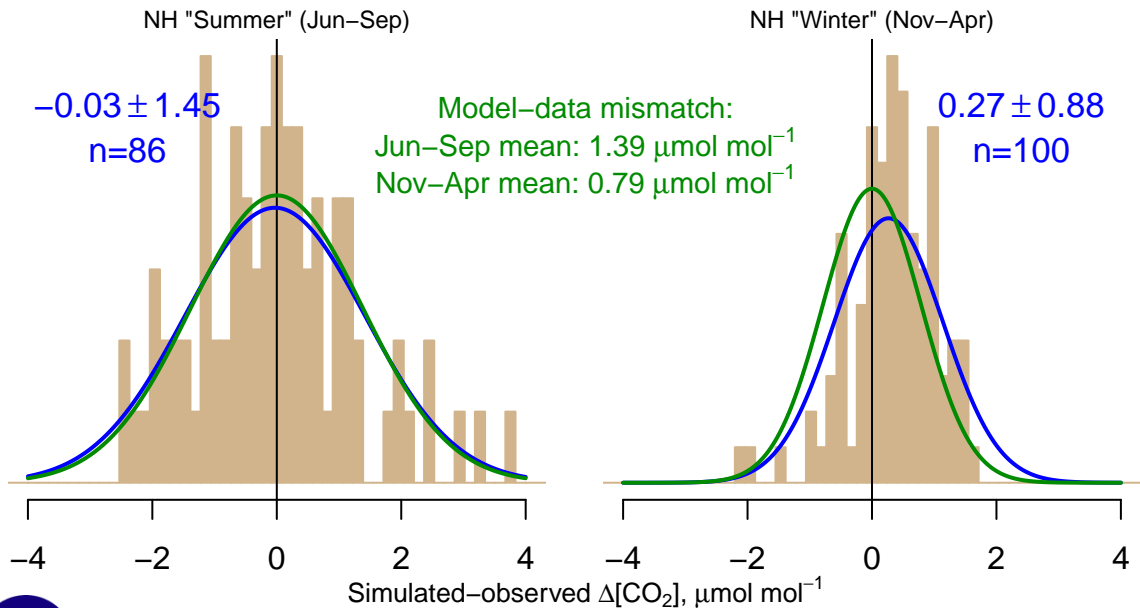 NH "Summer" (Jun−Sep)
NH "Winter" (Nov−Apr)
−0.03 ± 1.45
n=86
Model−data mismatch:
Jun−Sep mean: 1.39 μmol mol⁻¹
Nov−Apr mean: 0.79 μmol mol⁻¹
0.27 ± 0.88
n=100
−4 −2 0 2 4
−4 −2 0 2 4
Simulated−observed Δ[CO₂], μmol mol⁻¹